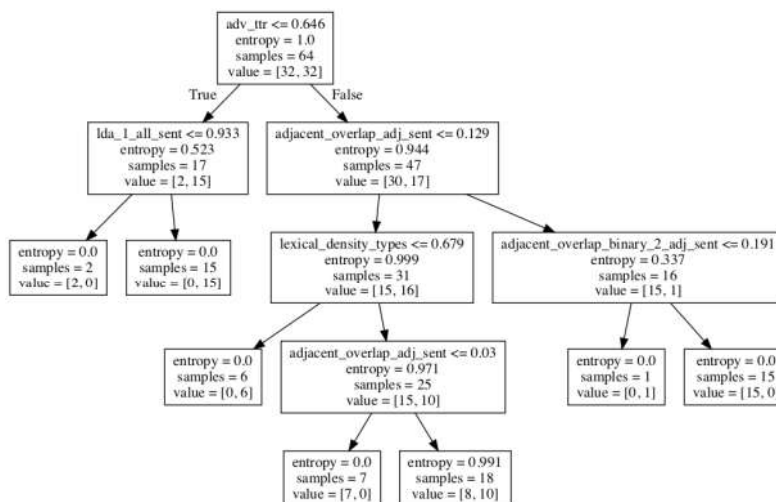 adv_ttr <= 0.646
entropy = 1.0
samples = 64
value = [32, 32]
True
False
lda_1_all_sent <= 0.933
entropy = 0.523
samples = 17
value = [2, 15]
adjacent_overlap_adj_sent <= 0.129
entropy = 0.944
samples = 47
value = [30, 17]
entropy = 0.0
samples = 2
value = [2, 0]
entropy = 0.0
samples = 15
value = [0, 15]
lexical_density_types <= 0.679
entropy = 0.999
samples = 31
value = [15, 16]
adjacent_overlap_binary_2_adj_sent <= 0.191
entropy = 0.337
samples = 16
value = [15, 1]
entropy = 0.0
samples = 6
value = [0, 6]
adjacent_overlap_adj_sent <= 0.03
entropy = 0.971
samples = 25
value = [15, 10]
entropy = 0.0
samples = 1
value = [0, 1]
entropy = 0.0
samples = 15
value = [15, 0]
entropy = 0.0
samples = 7
value = [7, 0]
entropy = 0.991
samples = 18
value = [8, 10]